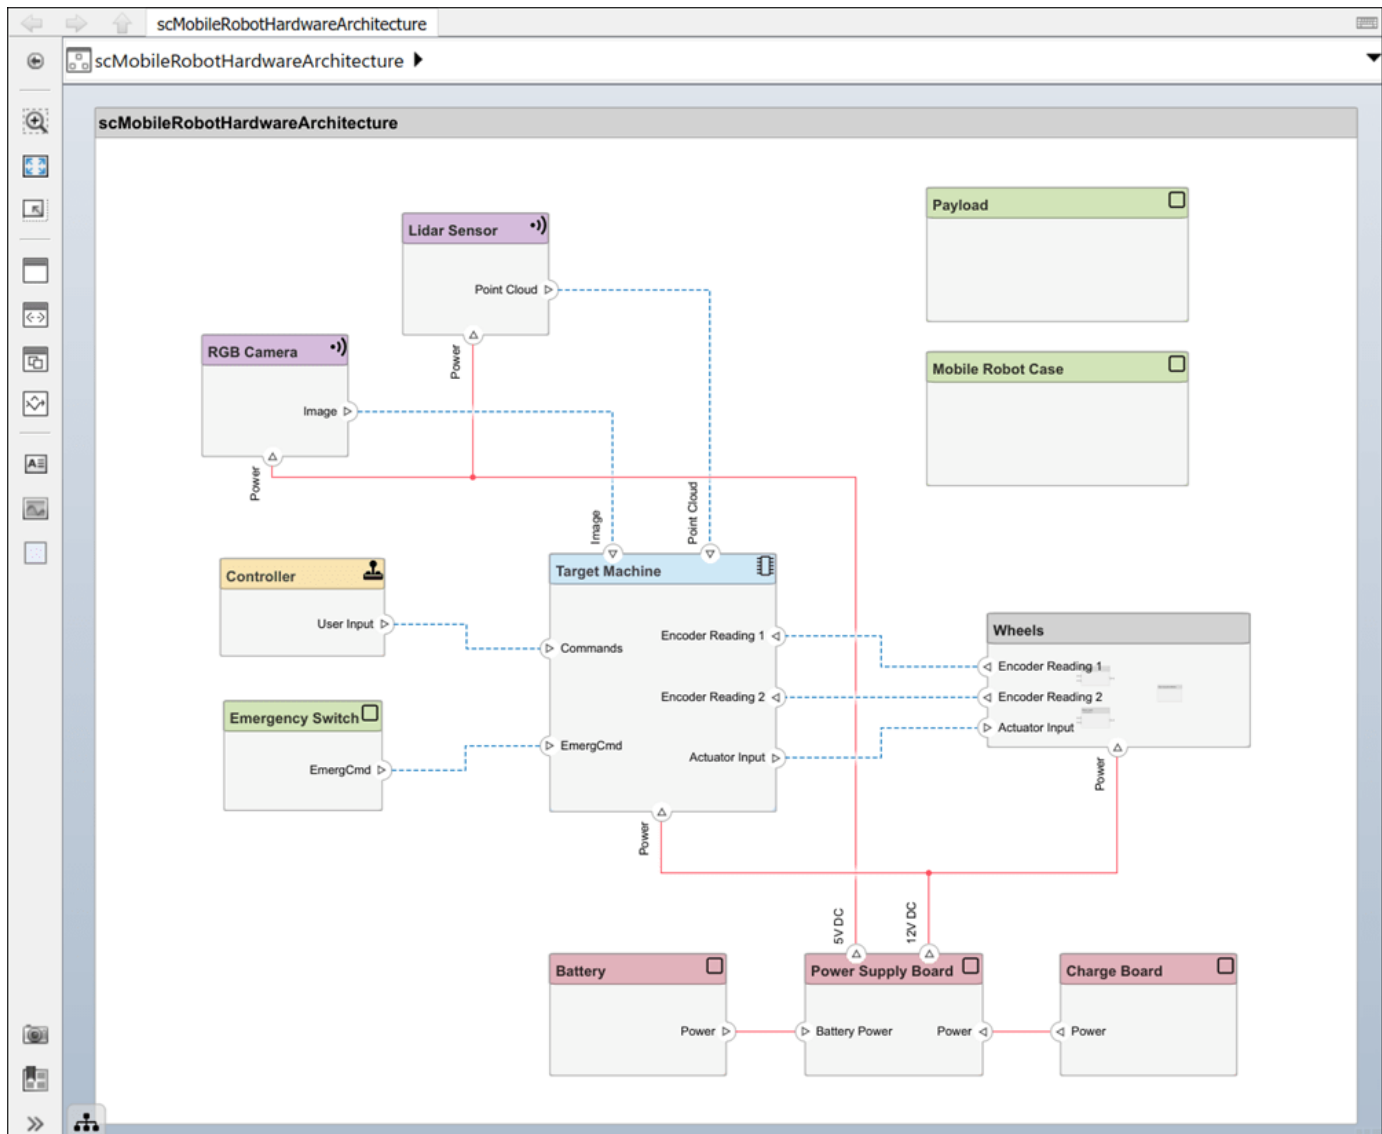 scMobileRobotHardwareArchitecture
scMobileRobotHardwareArchitecture
scMobileRobotHardwareArchitecture
Payload
Lidar Sensor
Point Cloud
Power
Mobile Robot Case
RGB Camera
Image
Power
Image
Point Cloud
Controller
User Input
Target Machine
Commands
Encoder Reading 1
Encoder Reading 2
EmergCmd
Actuator Input
Power
Wheels
Encoder Reading 1
Encoder Reading 2
Actuator Input
Power
Emergency Switch
EmergCmd
5V DC
12V DC
Battery
Power
Power Supply Board
Battery Power
Power
Charge Board
Power